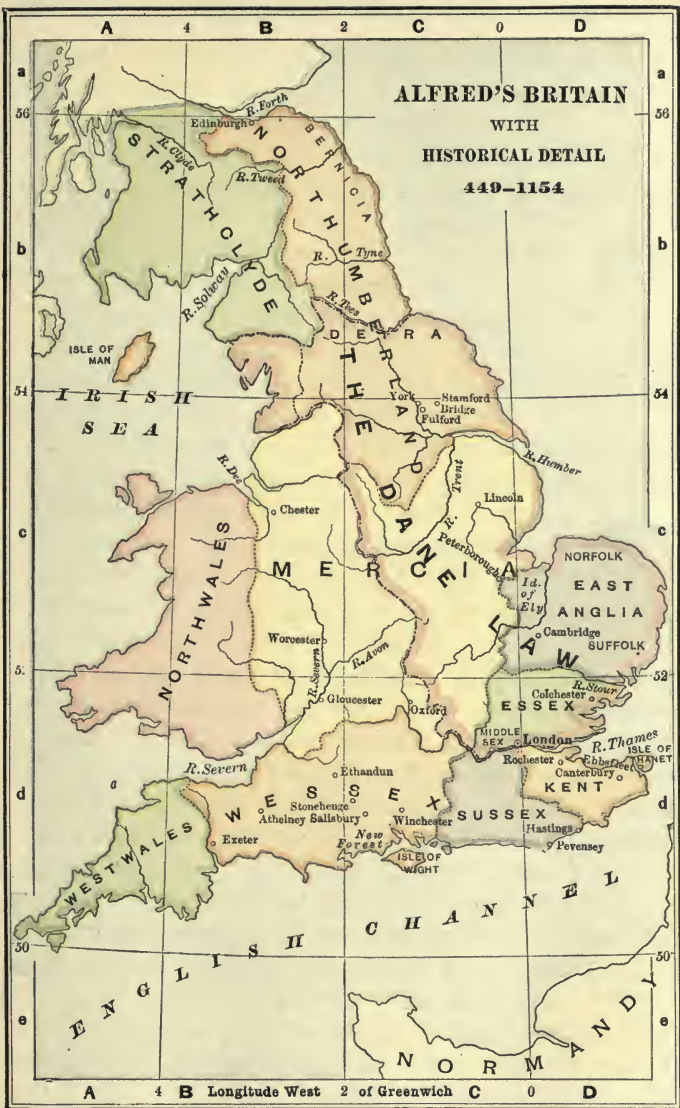 A 4 B 2 C 0 D
a a
ALFRED'S BRITAIN
WITH
HISTORICAL DETAIL
449–1154
56 56
R. Forth
Edinburgh
BERNICIA
NORTHUMBERLAND
STRATHCLYDE
R. Clyde
R. Tweed
b b
R. Tyne
R. Solway
R. Tees
DEIRA
ISLE OF
MAN
54 54
IRISH
SEA
THE
DANE
LAW
York
Stamford
Bridge
Fulford
R. Humber
R. Dee
Chester
R. Trent
Lincoln
c c
NORTHWALES
MERCIA
Peterborough
Id.
of
Ely
NORFOLK
EAST
ANGLIA
Cambridge
SUFFOLK
Worcester
R. Avon
R. Severn
52 52
Gloucester
Oxford
R. Stour
Colchester
ESSEX
MIDDLE
SEX
London
R. Thames
ISLE OF
THANET
Rochester
Ebbsfleet
Canterbury
KENT
R. Severn
d d
Ethandun
WESSEX
Stonehenge
Athelney Salisbury
Winchester
SUSSEX
Hastings
Pevensey
New
Forest
ISLE OF
WIGHT
Exeter
WESTWALES
50 50
ENGLISH CHANNEL
e e
NORMANDY
A 4 B Longitude West 2 of Greenwich C 0 D